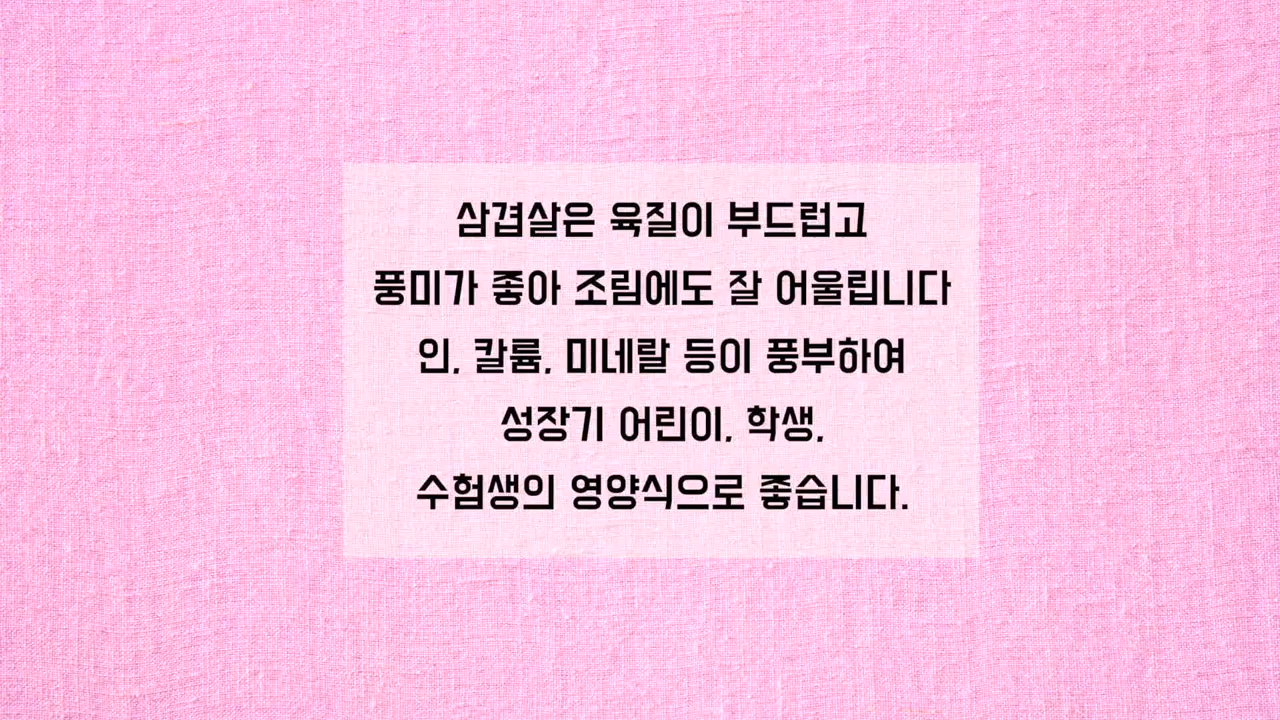 삼겹살은 육질이 부드럽고
풍미가 좋아 조림에도 잘 어울립니다
인, 칼륨, 미네랄 등이 풍부하여
성장기 어린이, 학생,
수험생의 영양식으로 좋습니다.